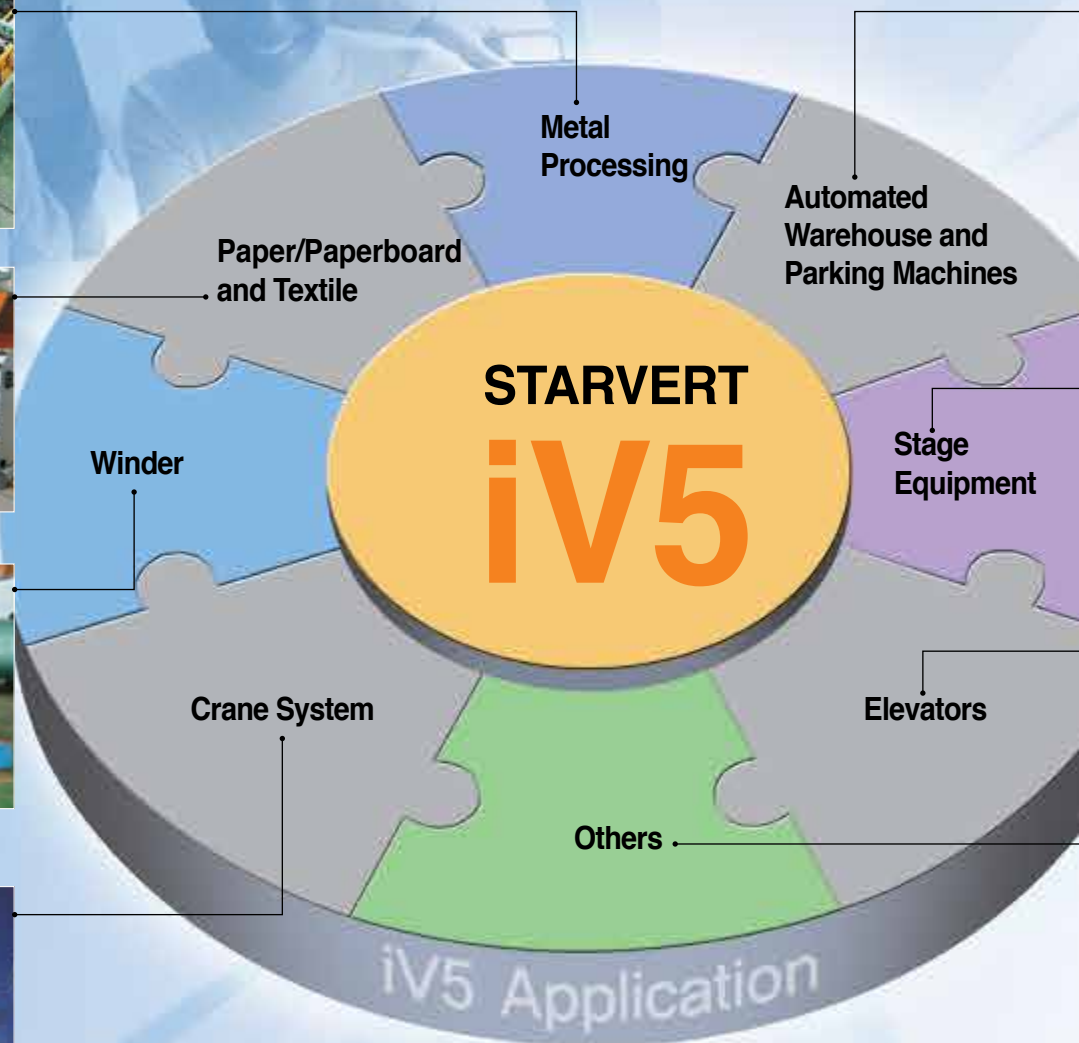 Metal
Processing
Automated
Warehouse and
Parking Machines
Paper/Paperboard
and Textile
STARVERT
iV5
Stage
Equipment
Winder
Crane System
Elevators
Others
iV5 Application